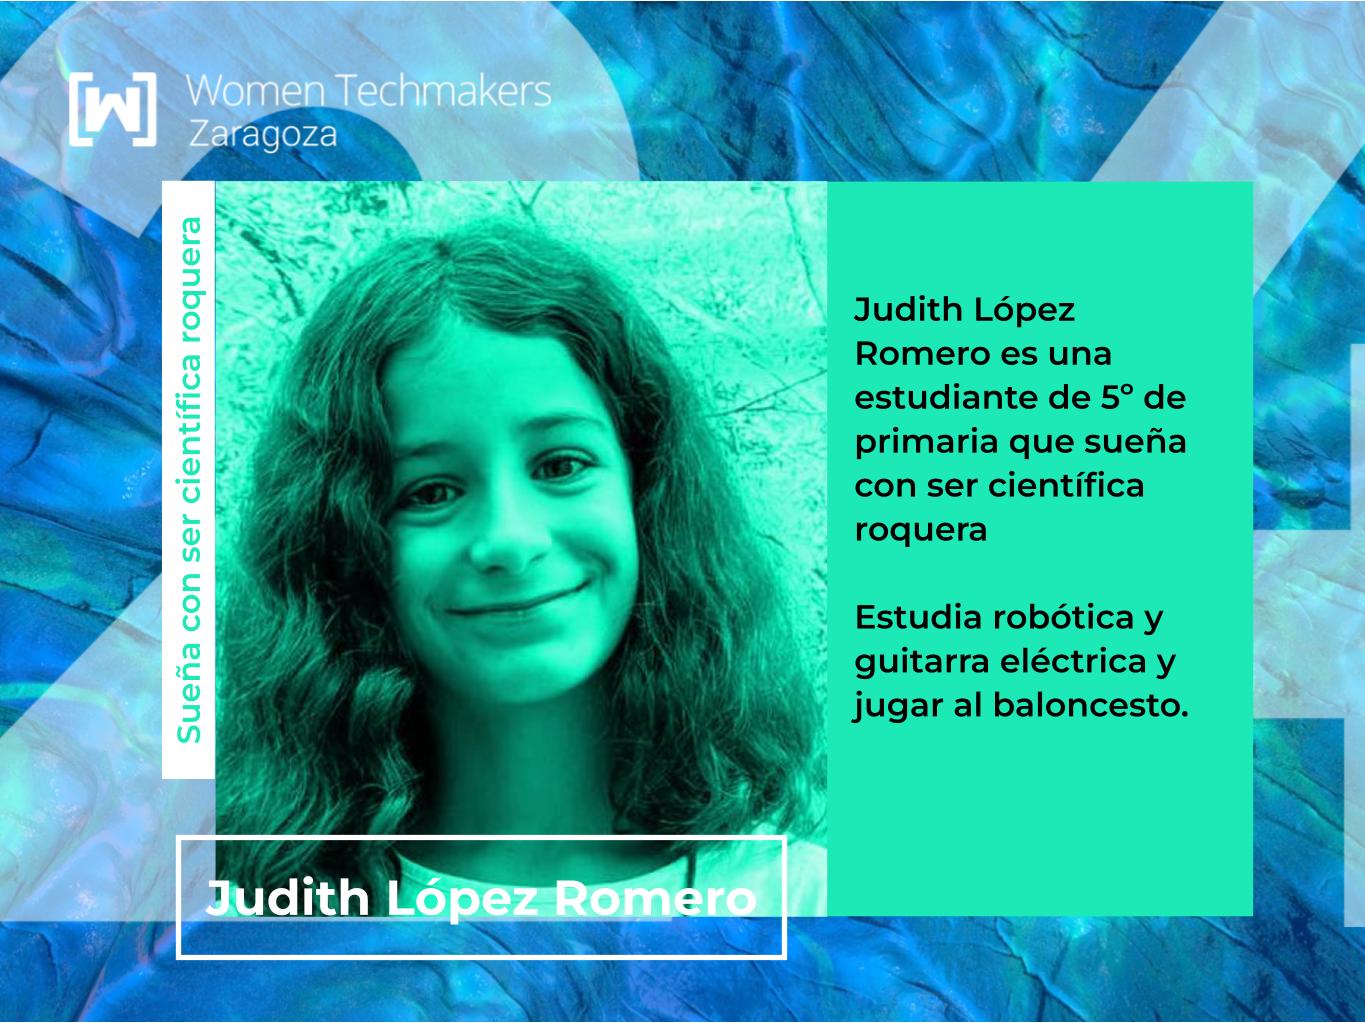 Women Techmakers
Zaragoza
Sueña con ser científica roquera
Judith López
Romero es una
estudiante de 5º de
primaria que sueña
con ser científica
roquera
Estudia robótica y
guitarra eléctrica y
jugar al baloncesto.
Judith López Romero